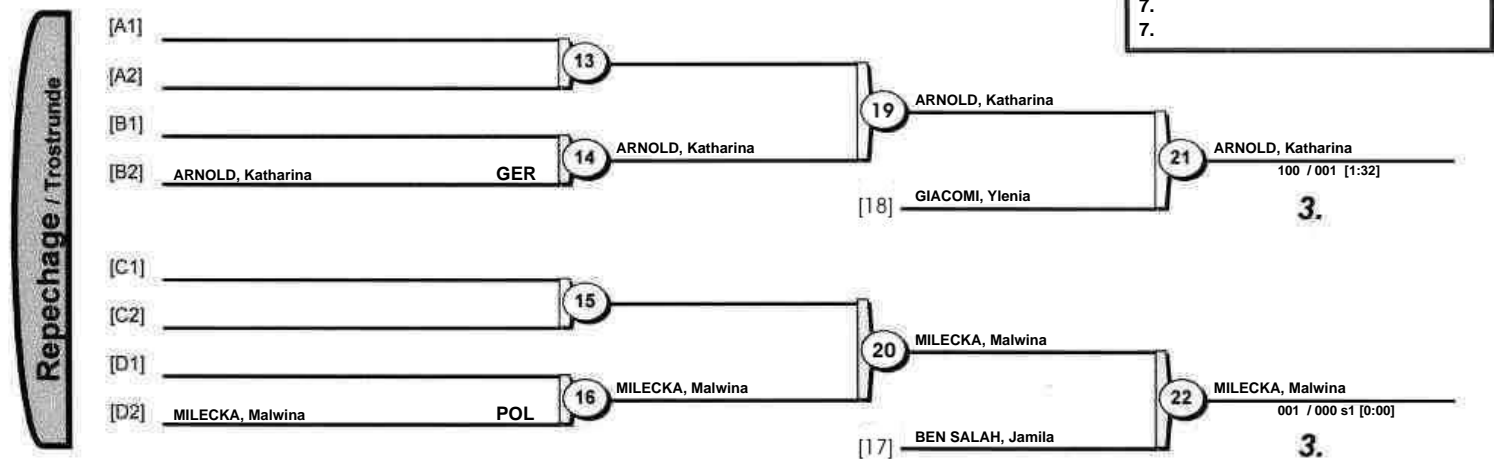 7.
7.
Repechage / Trostrunde
[A1]
[A2]
13
[B1]
[B2] ARNOLD, Katharina GER
14
ARNOLD, Katharina
19
ARNOLD, Katharina
[18] GIACOMI, Ylenia
21
ARNOLD, Katharina
100 / 001 [1:32]
3.
[C1]
[C2]
15
[D1]
[D2] MILECKA, Malwina POL
16
MILECKA, Malwina
20
MILECKA, Malwina
[17] BEN SALAH, Jamila
22
MILECKA, Malwina
001 / 000 s1 [0:00]
3.